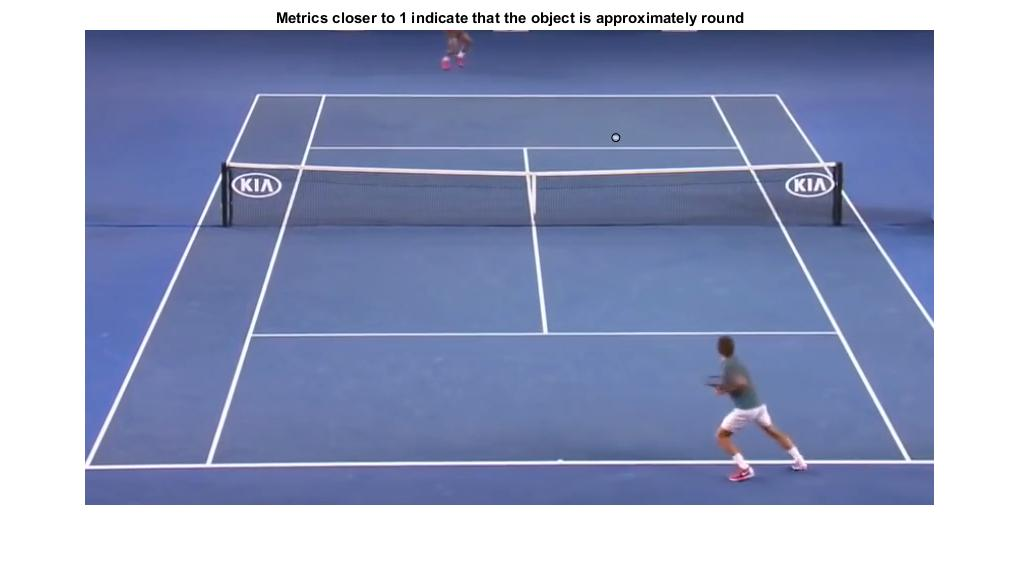 Metrics closer to 1 indicate that the object is approximately round
KIA
KIA